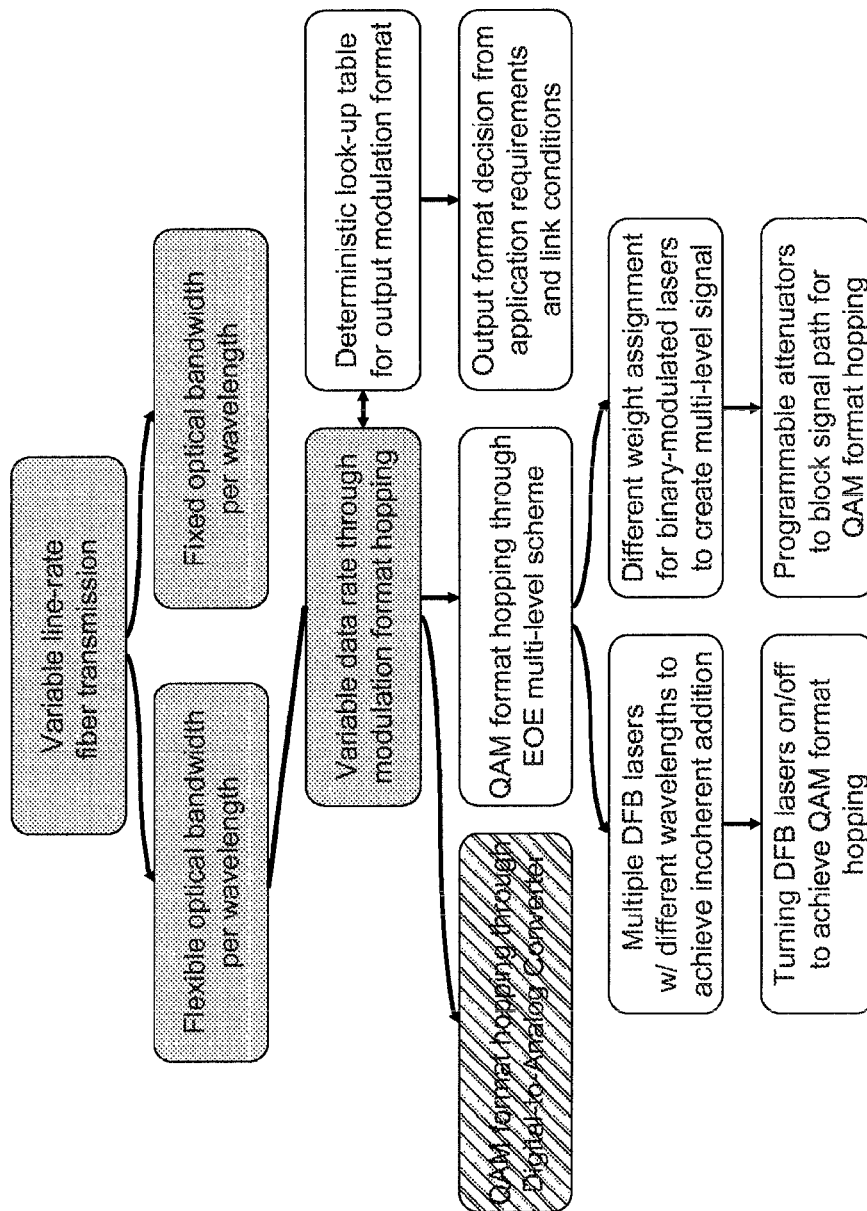 Variable line-rate
fiber transmission
Flexible optical bandwidth
per wavelength
Fixed optical bandwidth
per wavelength
Variable data rate through
modulation format hopping
Deterministic look-up table
for output modulation format
QAM format hopping through
Digital-to-Analog Converter
QAM format hopping through
EOE multi-level scheme
Output format decision from
application requirements
and link conditions
Multiple DFB lasers
w/ different wavelengths to
achieve incoherent addition
Different weight assignment
for binary-modulated lasers
to create multi-level signal
Turning DFB lasers on/off
to achieve QAM format
hopping
Programmable attenuators
to block signal path for
QAM format hopping